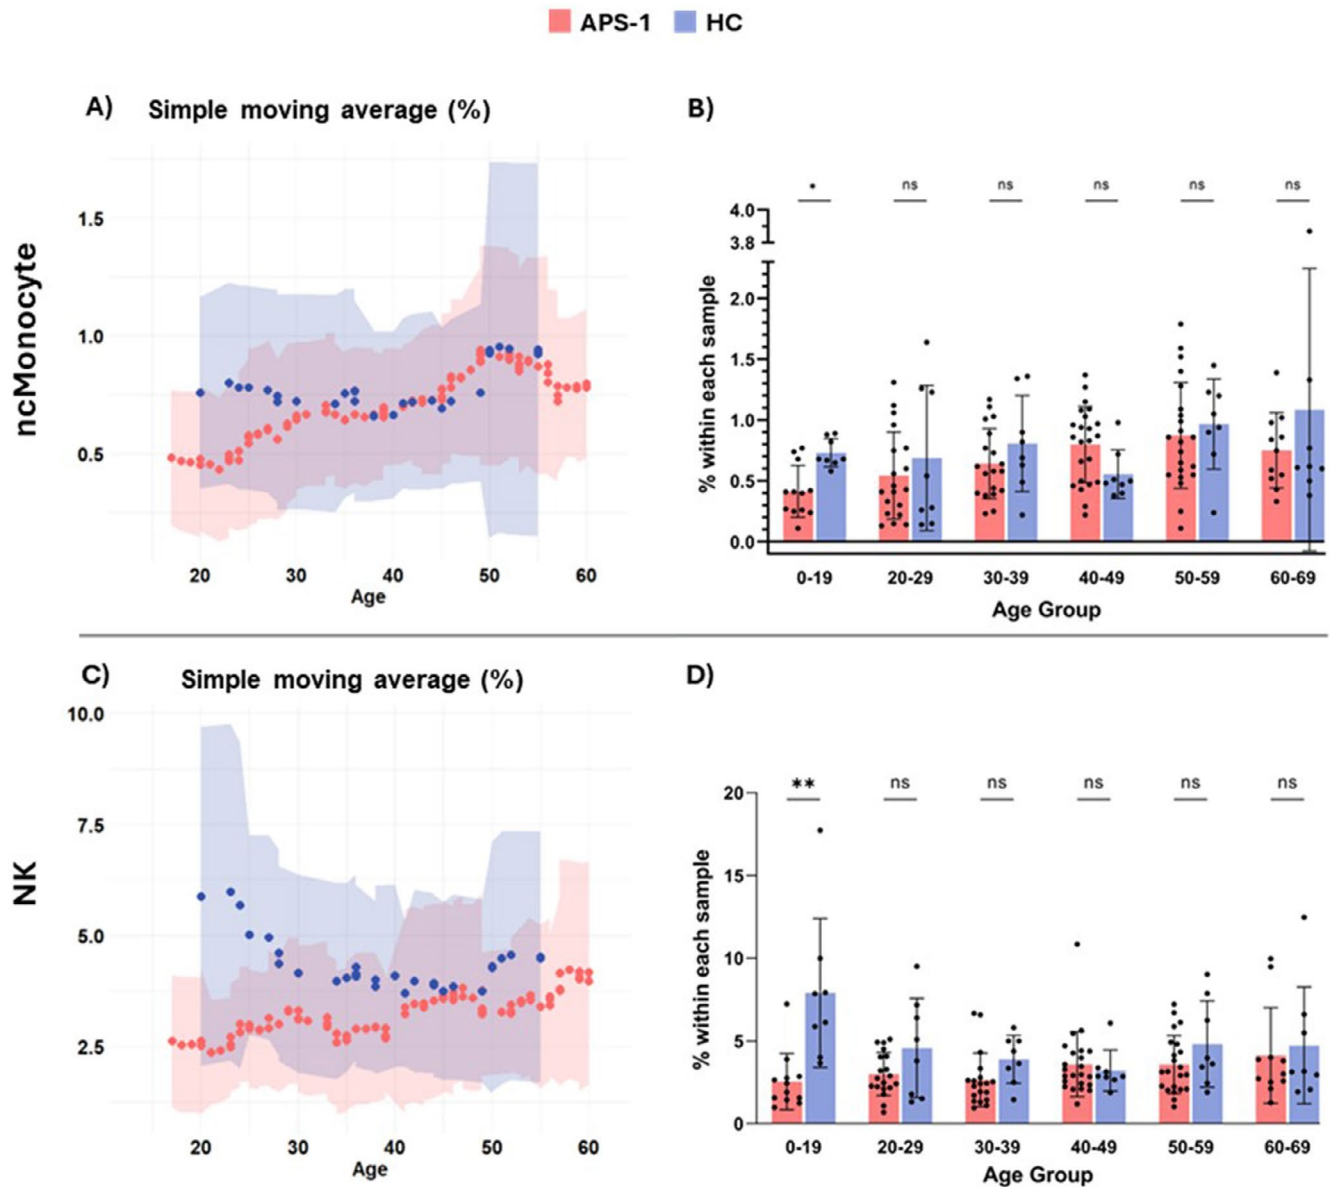 APS-1 HC
A) Simple moving average (%)
B)
ncMonocyte
1.5
1.0
0.5
20 30 40 50 60
Age
* ns ns ns ns ns
% within each sample
4.0
3.8
2.0
1.5
1.0
0.5
0.0
0-19 20-29 30-39 40-49 50-59 60-69
Age Group
C) Simple moving average (%)
D)
NK
10.0
7.5
5.0
2.5
20 30 40 50 60
Age
** ns ns ns ns ns
% within each sample
20
15
10
5
0
0-19 20-29 30-39 40-49 50-59 60-69
Age Group